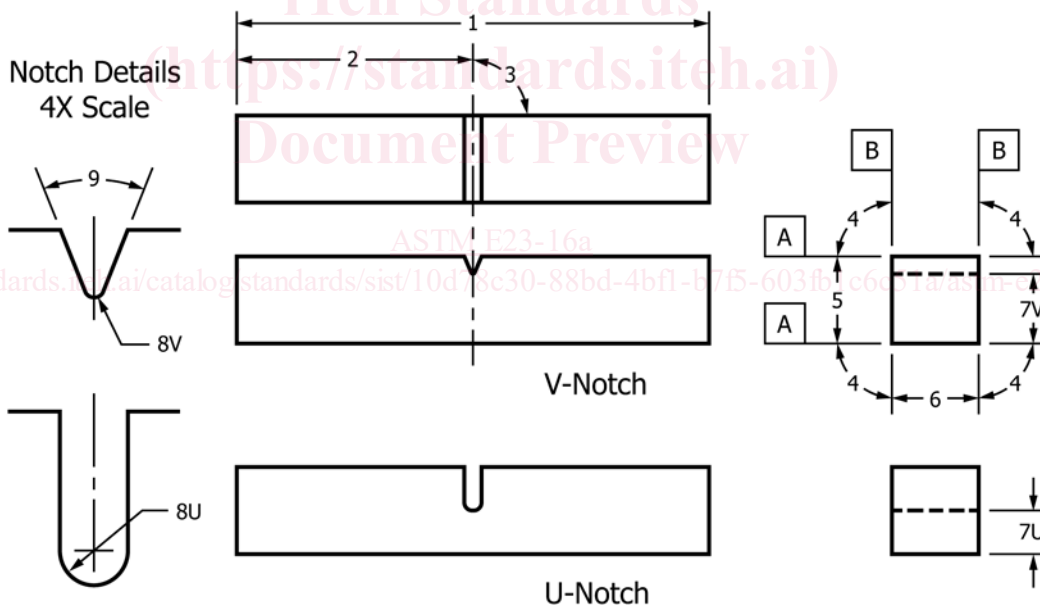 iTeh Standards
(https://standards.iteh.ai)
Document Preview
Notch Details
4X Scale
1
2
3
9
8V
ASTM E23-16a
V-Notch
B
B
4
4
A
5
7V
A
4
6
4
8U
U-Notch
7U